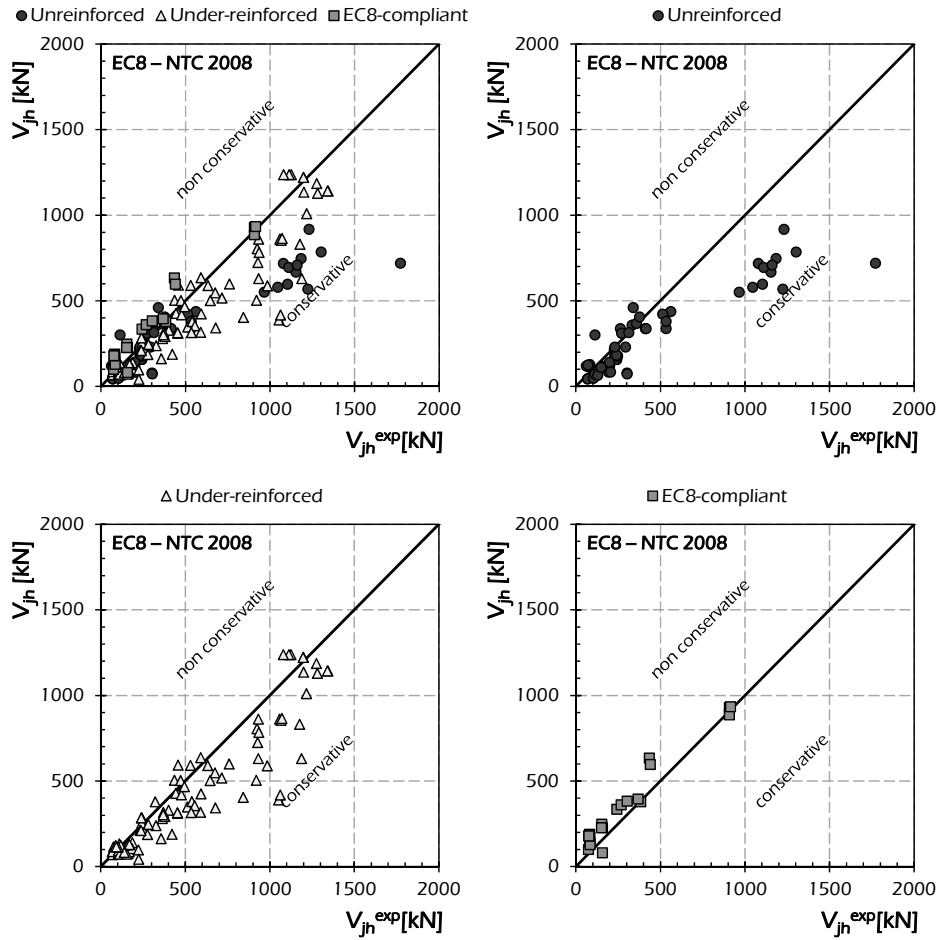 Unreinforced Under-reinforced EC8-compliant
2000
1500
1000
500
0
V_jh [kN]
EC8 – NTC 2008
non conservative
conservative
0 500 1000 1500 2000
V_jh^exp[kN]
Unreinforced
2000
1500
1000
500
0
V_jh [kN]
EC8 – NTC 2008
non conservative
conservative
0 500 1000 1500 2000
V_jh^exp[kN]
Under-reinforced
2000
1500
1000
500
0
V_jh [kN]
EC8 – NTC 2008
non conservative
conservative
0 500 1000 1500 2000
V_jh^exp[kN]
EC8-compliant
2000
1500
1000
500
0
V_jh [kN]
EC8 – NTC 2008
non conservative
conservative
0 500 1000 1500 2000
V_jh^exp[kN]